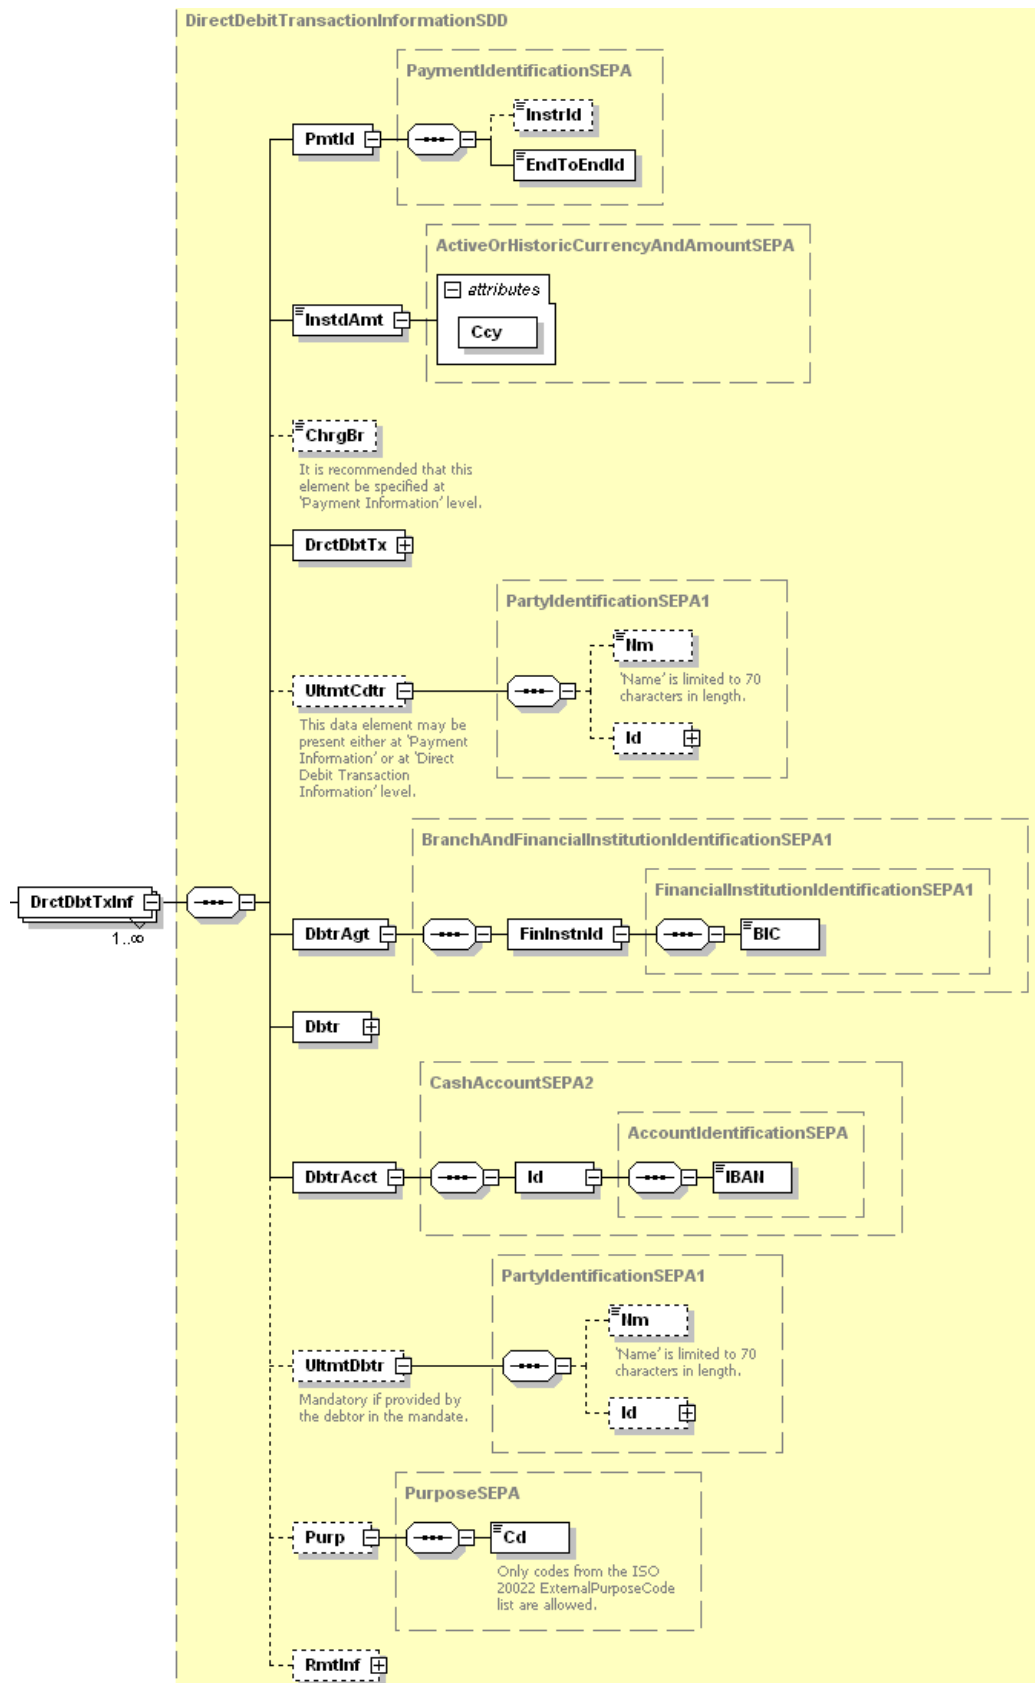 DirectDebitTransactionInformationSDD
PaymentIdentificationSEPA
InstrId
PmtId
EndToEndId
ActiveOrHistoricCurrencyAndAmountSEPA
attributes
InstdAmt
Ccy
ChrgBr
It is recommended that this
element be specified at
'Payment Information' level.
DrctDbtTx
PartyIdentificationSEPA1
Nm
'Name' is limited to 70
characters in length.
UltmtCdtr
Id
This data element may be
present either at 'Payment
Information' or at 'Direct
Debit Transaction
Information' level.
BranchAndFinancialInstitutionIdentificationSEPA1
FinancialInstitutionIdentificationSEPA1
DrctDbtTxInf
1..∞
DbtrAgt
FinInstnId
BIC
Dbtr
CashAccountSEPA2
AccountIdentificationSEPA
DbtrAcct
Id
IBAN
PartyIdentificationSEPA1
Nm
'Name' is limited to 70
characters in length.
UltmtDbtr
Mandatory if provided by
the debtor in the mandate.
Id
PurposeSEPA
Purp
Cd
Only codes from the ISO
20022 ExternalPurposeCode
list are allowed.
RmtInf